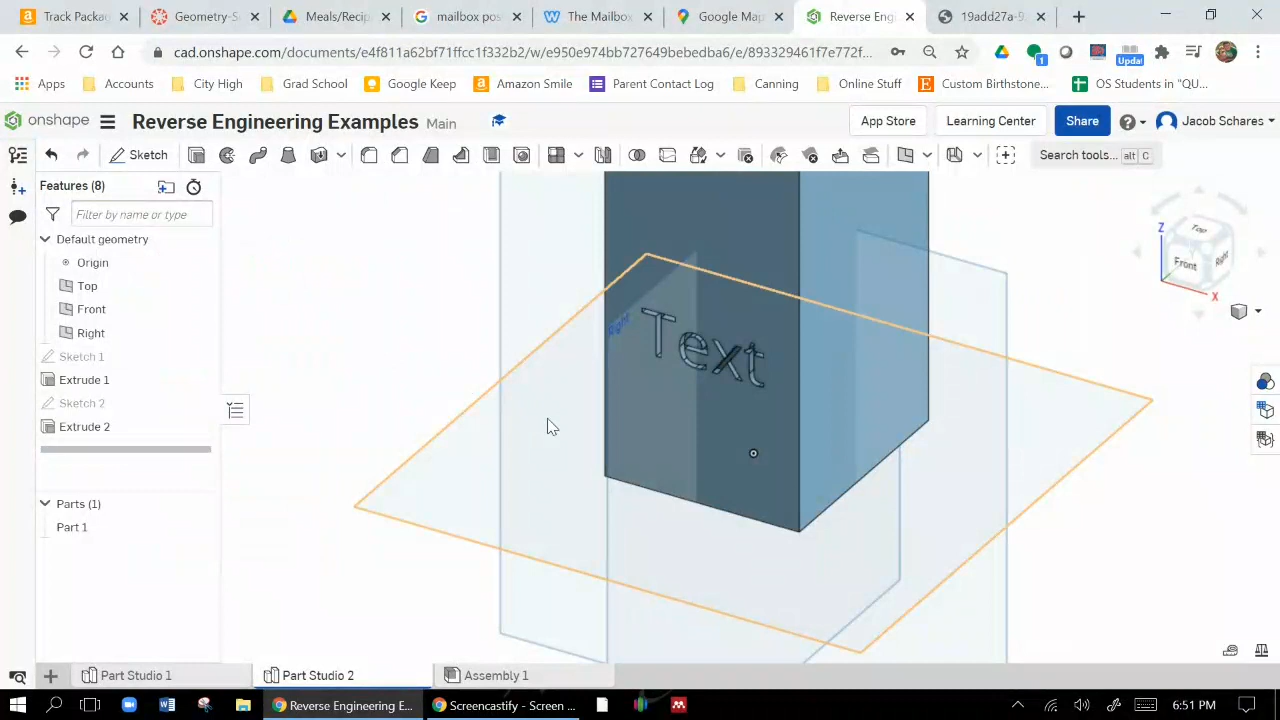 Track Packa
Geometry-S
Meals/Recip
mailbox pos
The Mailbox
Google Map
Reverse Eng
19add27a-9
cad.onshape.com/documents/e4f811a62bf71ffcc1f332b2/w/e950e974bb727649bebedba6/e/893329461f7e772f...
1
Updat
Apps
Accounts
City High
Grad School
Google Keep
Amazon Smile
Parent Contact Log
Canning
Online Stuff
Custom Birthstone...
OS Students in "QU...
onshape
Reverse Engineering Examples
Main
App Store
Learning Center
Share
Jacob Schares
Sketch
Search tools...
alt C
Features (8)
Filter by name or type
Default geometry
Origin
Top
Front
Right
Sketch 1
Extrude 1
Sketch 2
Extrude 2
Parts (1)
Part 1
Right
Text
Z
Top
Front
Right
X
Part Studio 1
Part Studio 2
Assembly 1
Reverse Engineering E...
Screencastify - Screen ...
6:51 PM